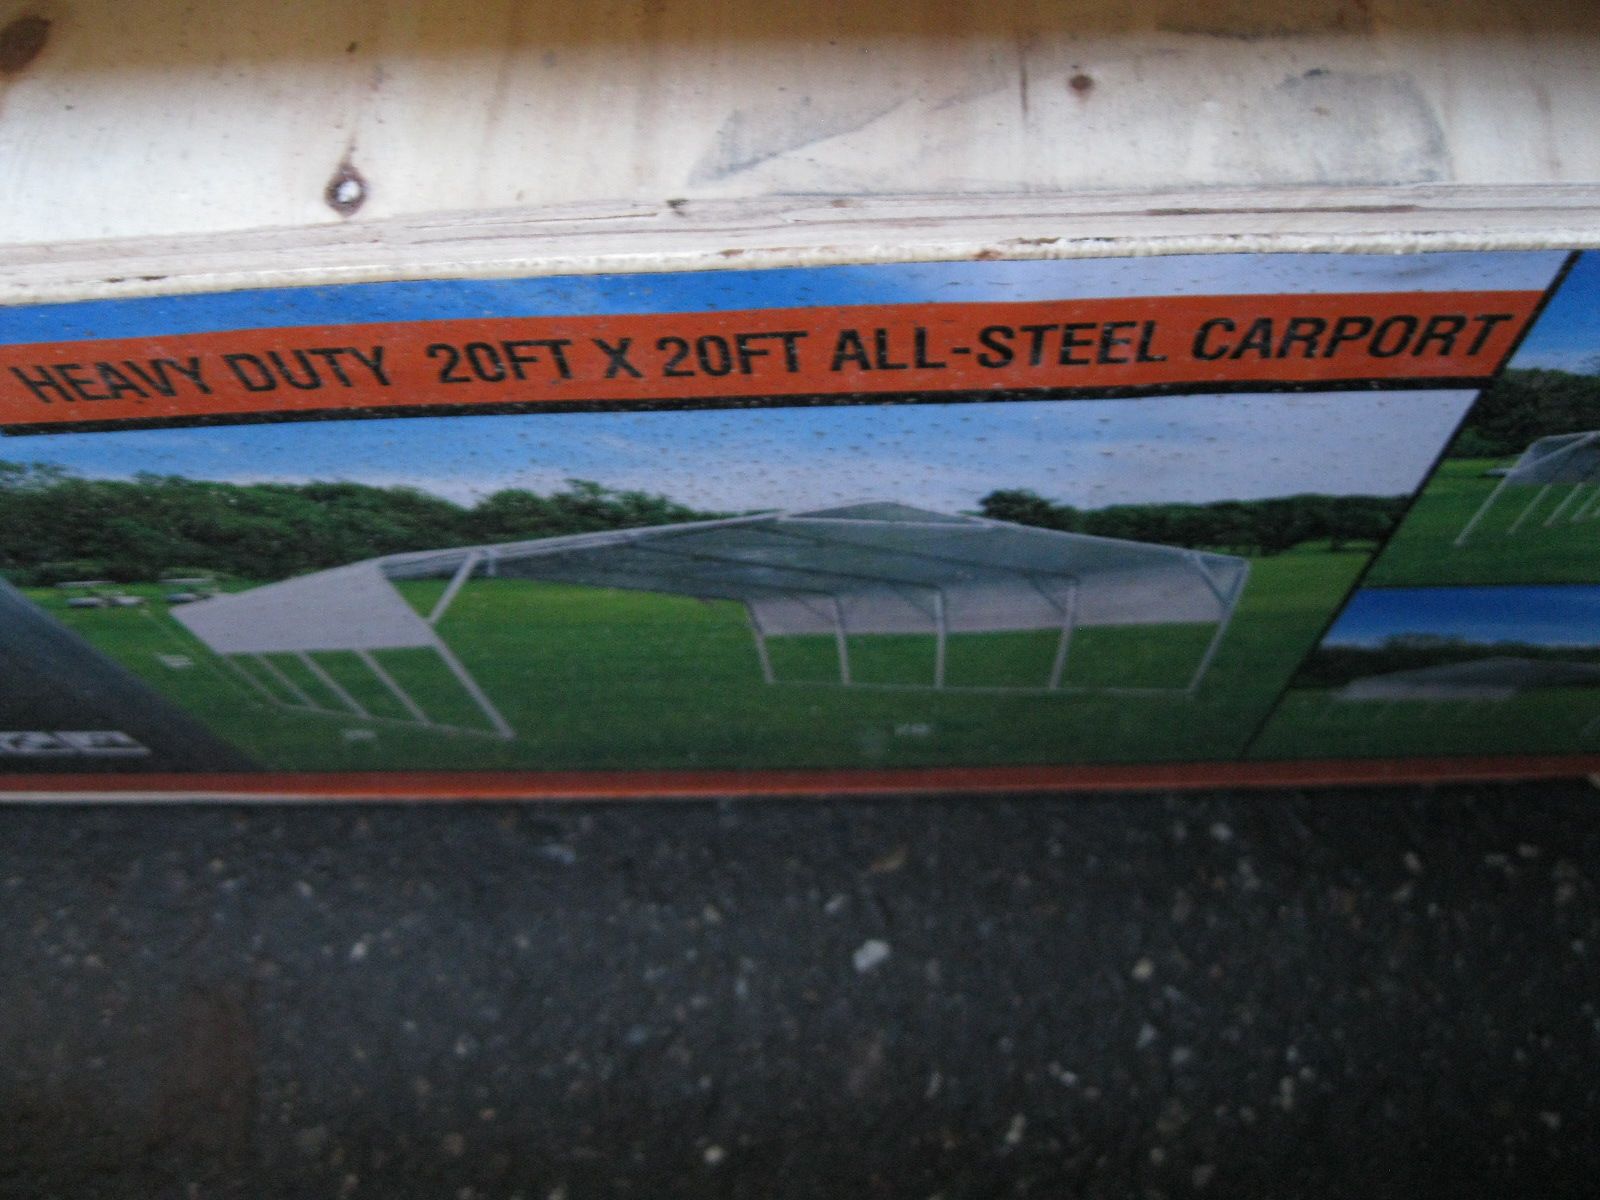 HEAVY DUTY 20FT X 20FT ALL-STEEL CARPORT